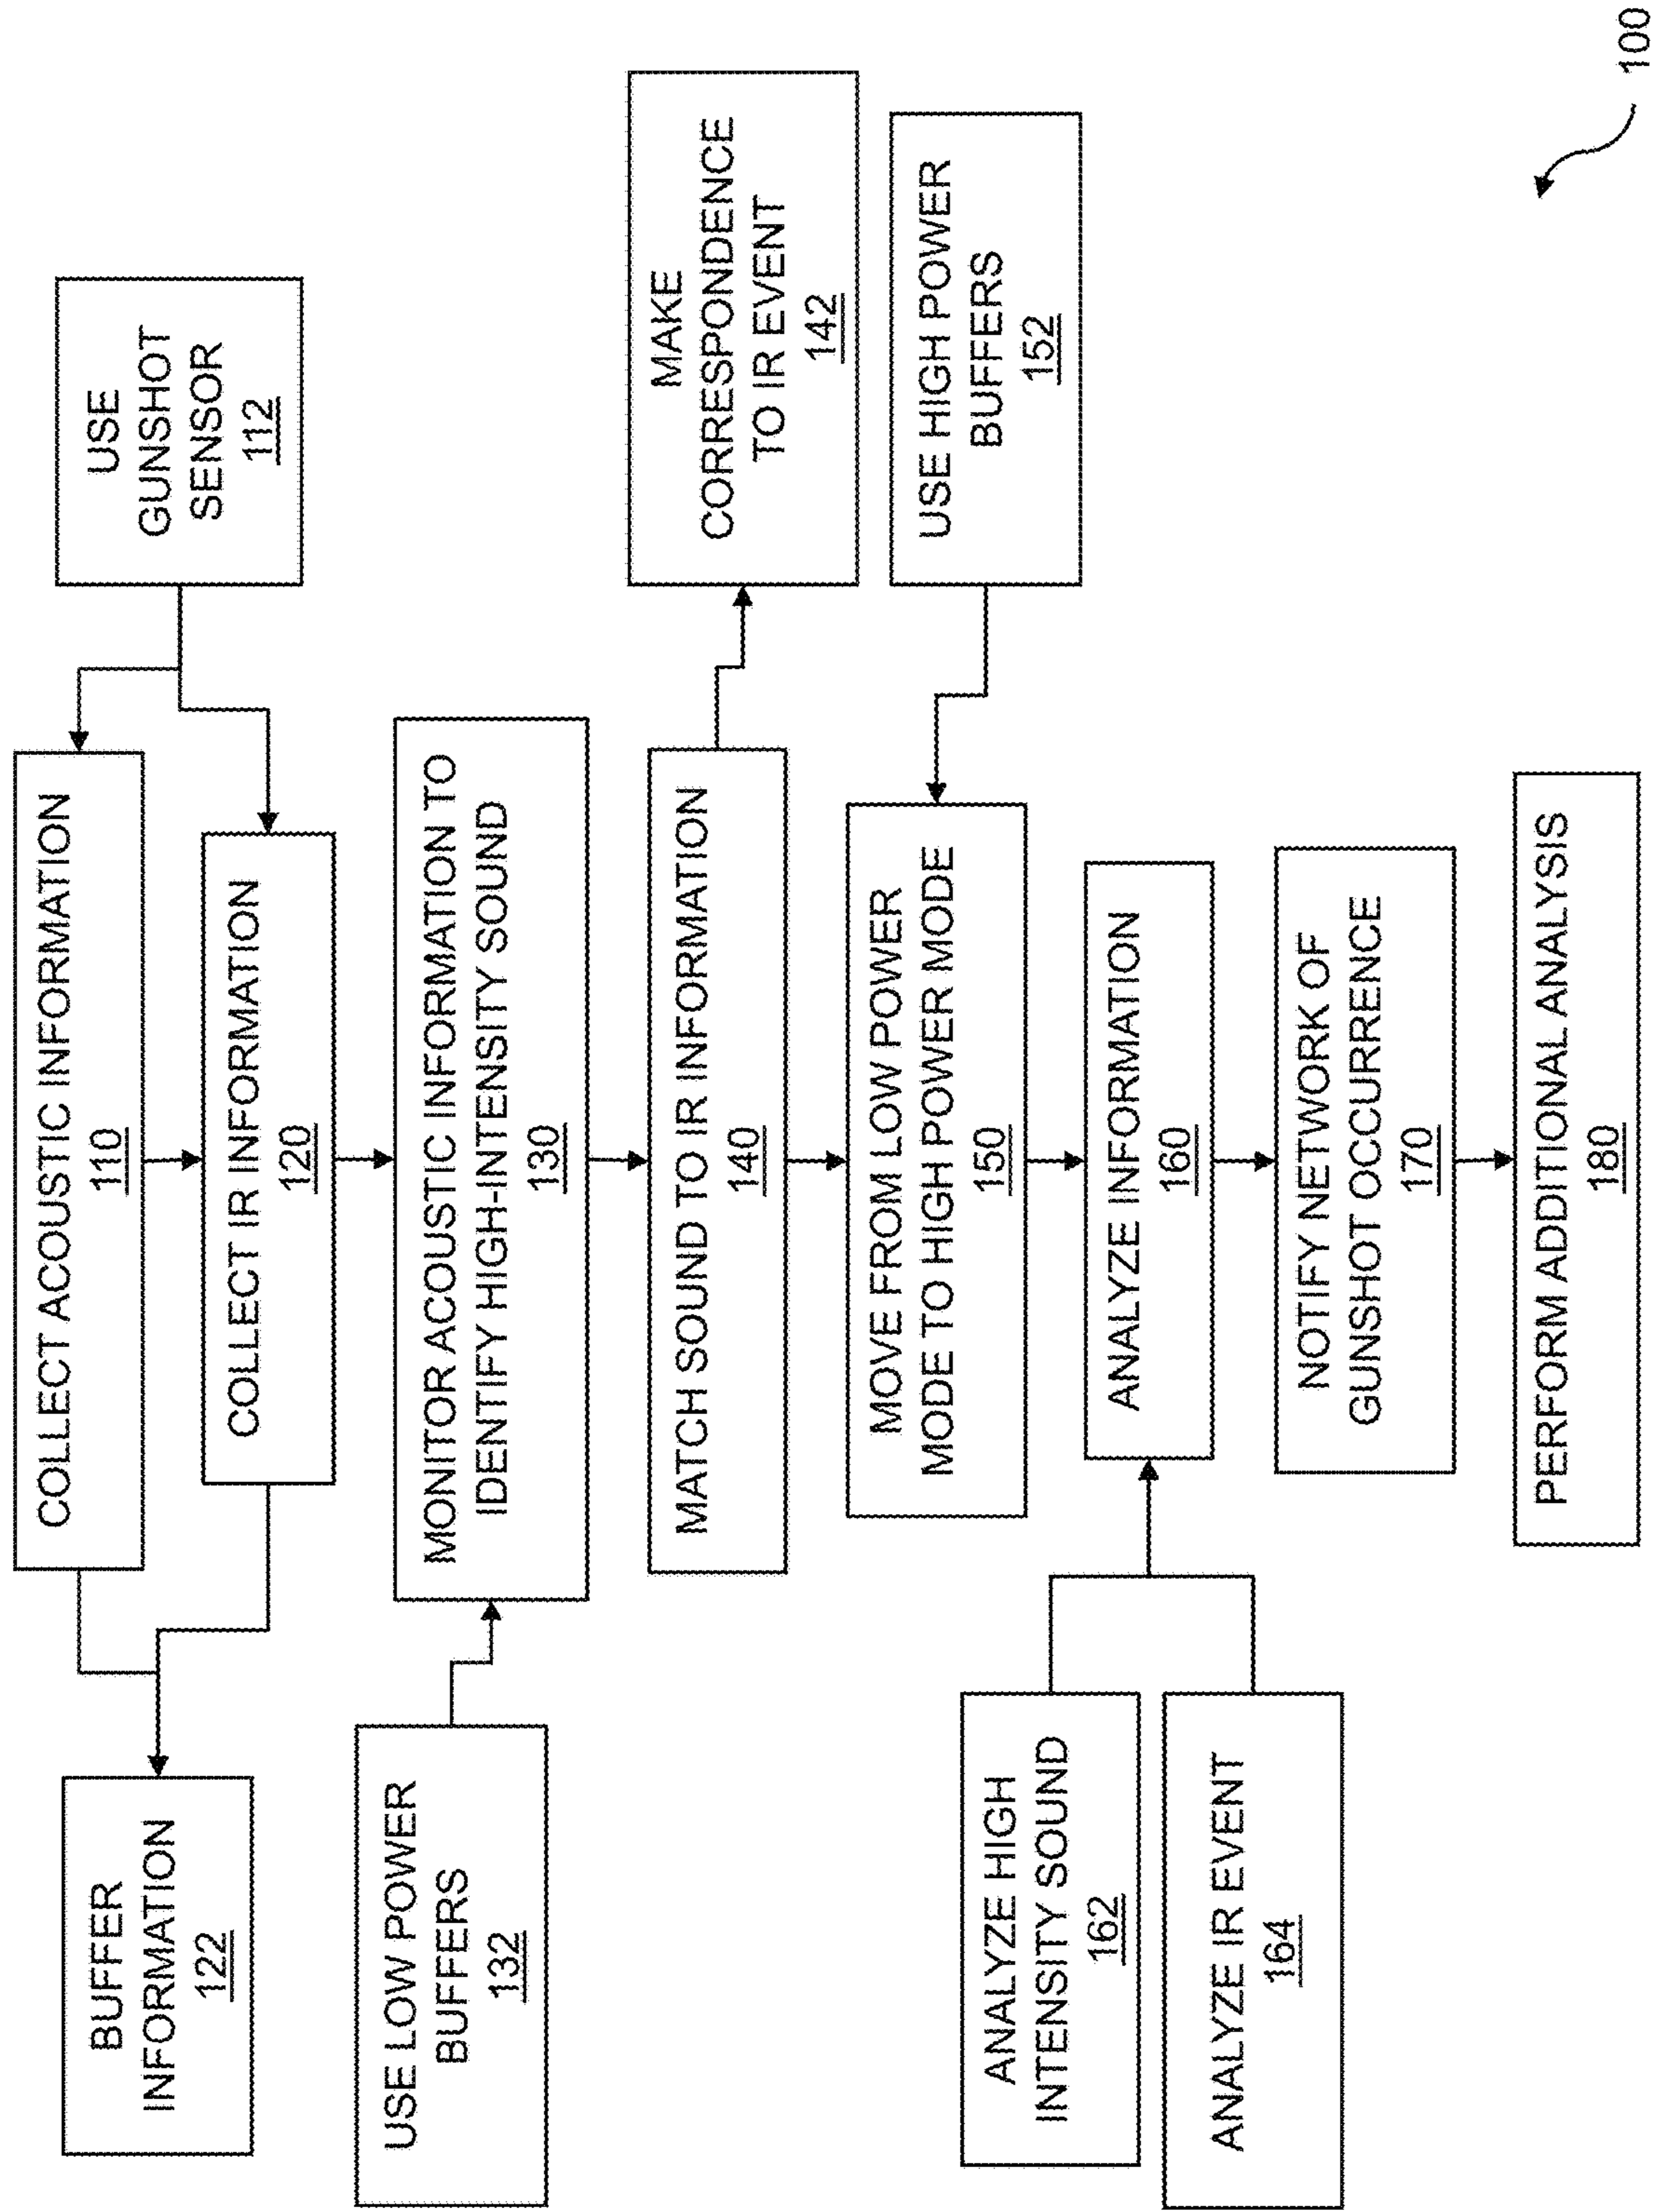 COLLECT ACOUSTIC INFORMATION
110
USE
GUNSHOT
SENSOR
112
COLLECT IR INFORMATION
120
BUFFER
INFORMATION
122
MONITOR ACOUSTIC INFORMATION TO
IDENTIFY HIGH-INTENSITY SOUND
130
USE LOW POWER
BUFFERS
132
MATCH SOUND TO IR INFORMATION
140
MAKE
CORRESPONDENCE
TO IR EVENT
142
MOVE FROM LOW POWER
MODE TO HIGH POWER MODE
150
USE HIGH POWER
BUFFERS
152
ANALYZE INFORMATION
160
ANALYZE HIGH
INTENSITY SOUND
162
ANALYZE IR EVENT
164
NOTIFY NETWORK OF
GUNSHOT OCCURRENCE
170
PERFORM ADDITIONAL ANALYSIS
180
100